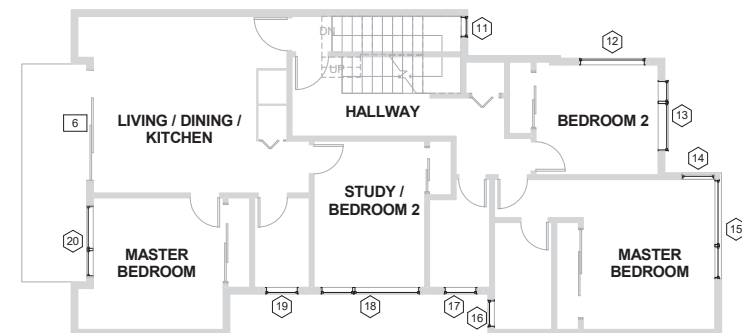 DN
11
12
UP
6
LIVING / DINING /
KITCHEN
HALLWAY
BEDROOM 2
13
14
STUDY /
BEDROOM 2
15
20
MASTER
BEDROOM
MASTER
BEDROOM
19
18
17
16